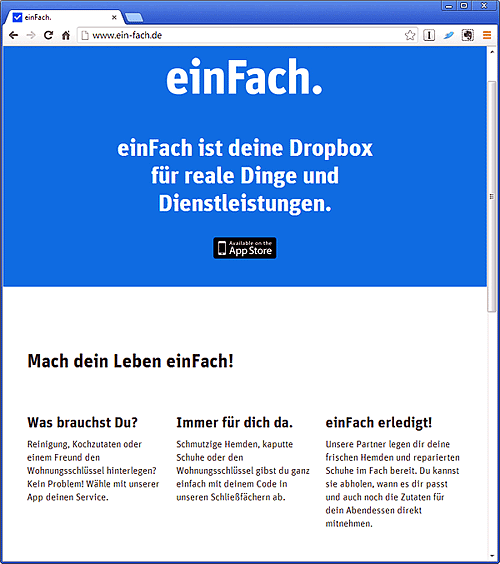 einFach.
www.ein-fach.de
einFach.
einFach ist deine Dropbox
für reale Dinge und
Dienstleistungen.
Available on the
App Store
Mach dein Leben einFach!
Was brauchst Du?
Reinigung, Kochzutaten oder
einem Freund den
Wohnungsschlüssel hinterlegen?
Kein Problem! Wähle mit unserer
App deinen Service.
Immer für dich da.
Schmutzige Hemden, kaputte
Schuhe oder den
Wohnungsschlüssel gibst du ganz
einfach mit deinem Code in
unseren Schließfächern ab.
einFach erledigt!
Unsere Partner legen dir deine
frischen Hemden und reparierten
Schuhe im Fach bereit. Du kannst
sie abholen, wann es dir passt
und auch noch die Zutaten für
dein Abendessen direkt
mitnehmen.